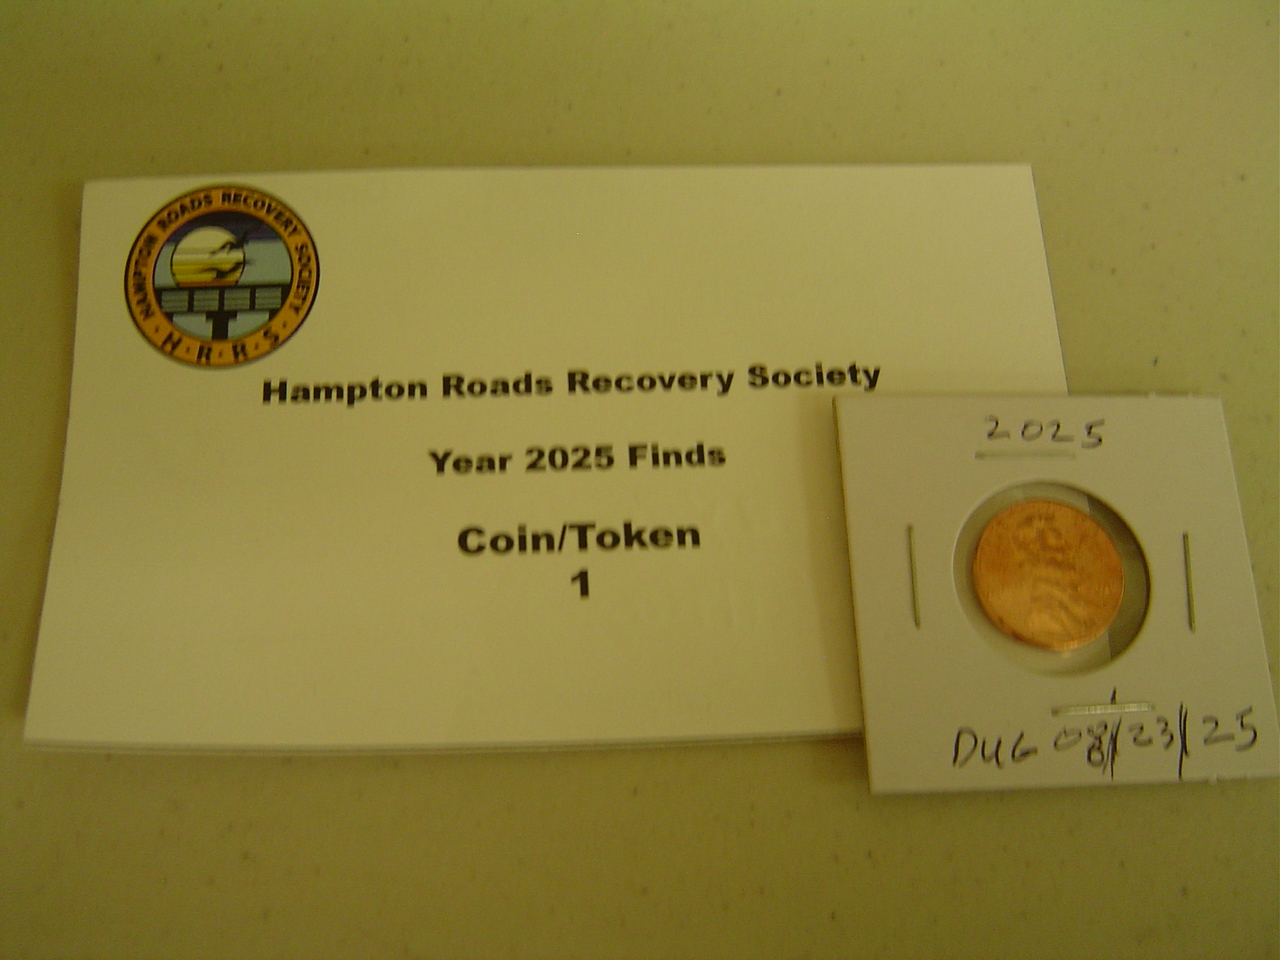 HAMPTON ROADS RECOVERY SOCIETY
· H · R · R · S ·
Hampton Roads Recovery Society
Year 2025 Finds
Coin/Token
1
2025
DUG 08/23/25